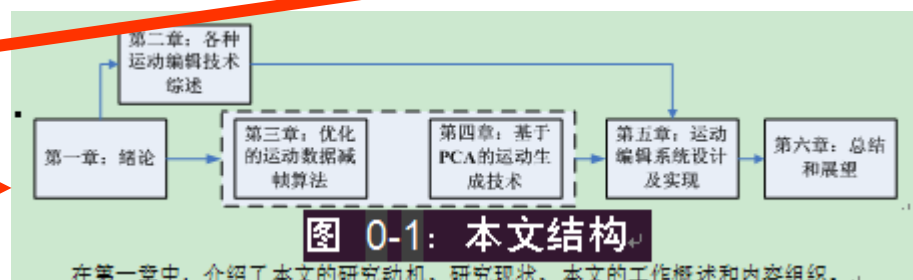 第二章：各种
运动编辑技术
综述
第一章：绪论
第三章：优化
的运动数据减
帧算法
第四章：基于
PCA的运动生
成技术
第五章：运动
编辑系统设计
及实现
第六章：总结
和展望
图 0-1：本文结构
在第一章中，介绍了本文的研究动机，研究现状，本文的工作概述和内容组织。